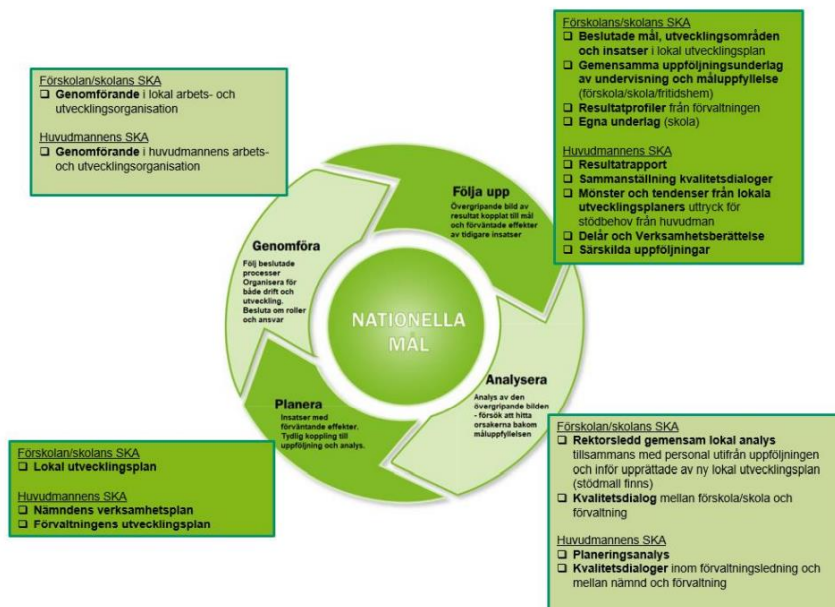 Förskolan/skolans SKA
❑ Genomförande i lokal arbets- och
utvecklingsorganisation
Huvudmannens SKA
❑ Genomförande i huvudmannens arbets-
och utvecklingsorganisation
Förskolans/skolans SKA
❑ Beslutade mål, utvecklingsområden
och insatser i lokal utvecklingsplan
❑ Gemensamma uppföljningsunderlag
av undervisning och måluppfyllelse
(förskola/skola/fritidshem)
❑ Resultatprofiler från förvaltningen
❑ Egna underlag (skola)
Huvudmannens SKA
❑ Resultatrapport
❑ Sammanställning kvalitetsdialoger
❑ Mönster och tendenser från lokala
utvecklingsplaners uttryck för
stödbehov från huvudman
❑ Delår och Verksamhetsberättelse
❑ Särskilda uppföljningar
Följa upp
Övergripande bild av
resultat kopplat till mål
och förväntade effekter
av tidigare insatser
Genomföra
Följ beslutade
processer
Organisera för
både drift och
utveckling.
Besluta om roller
och ansvar
NATIONELLA
MÅL
Planera
Insatser med
förväntande effekter.
Tydlig koppling till
uppföljning och analys.
Analysera
Analys av den
övergripande bilden
- försök att hitta
orsakerna bakom
måluppfyllelsen
Förskolan/skolans SKA
❑ Lokal utvecklingsplan
Huvudmannens SKA
❑ Nämndens verksamhetsplan
❑ Förvaltningens utvecklingsplan
Förskolan/skolans SKA
❑ Rektorsledd gemensam lokal analys
tillsammans med personal utifrån uppföljningen
och inför upprättade av ny lokal utvecklingsplan
(stödmall finns)
❑ Kvalitetsdialog mellan förskola/skola och
förvaltning
Huvudmannens SKA
❑ Planeringsanalys
❑ Kvalitetsdialoger inom förvaltningsledning och
mellan nämnd och förvaltning